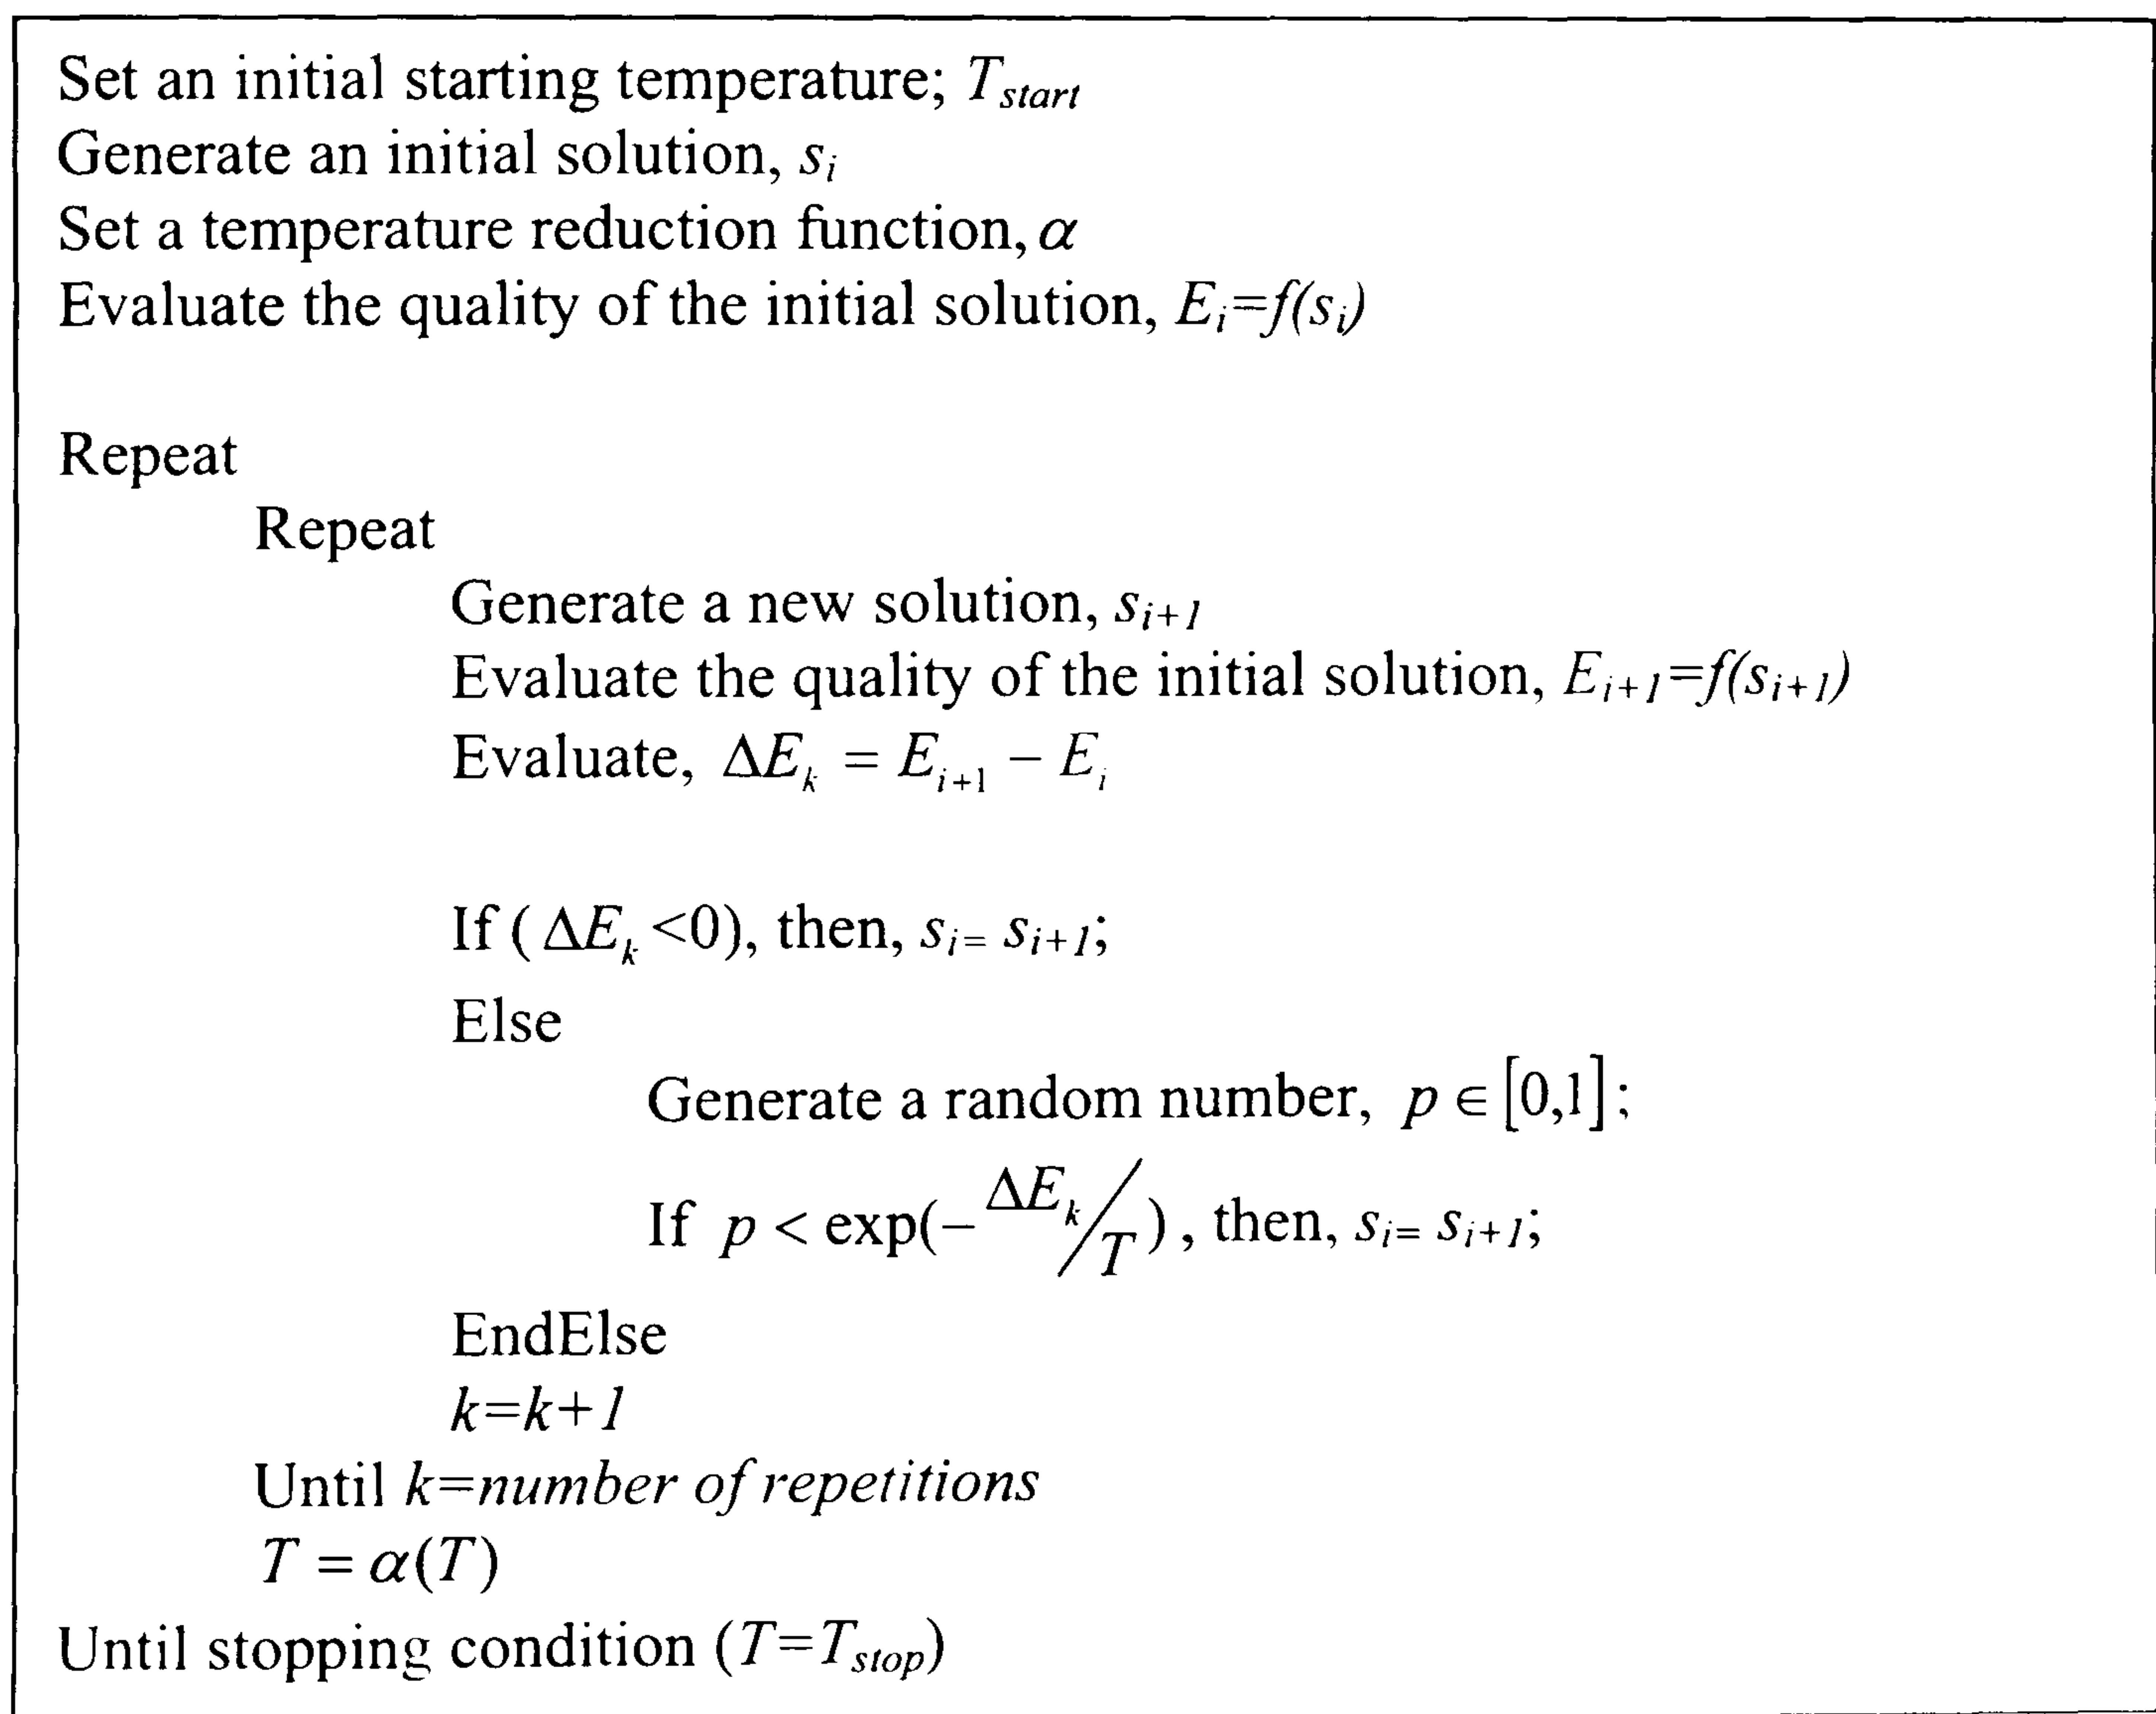 Set an initial starting temperature; T_start
Generate an initial solution, s_i
Set a temperature reduction function, α
Evaluate the quality of the initial solution, E_i=f(s_i)
Repeat
Repeat
Generate a new solution, s_i+1
Evaluate the quality of the initial solution, E_i+1=f(s_i+1)
Evaluate, ΔE_k = E_i+1 − E_i
If ( ΔE_k <0), then, s_i= s_i+1;
Else
Generate a random number, p ∈ [0,1];
If p < exp(−ΔE_k/T), then, s_i= s_i+1;
EndElse
k=k+1
Until k=number of repetitions
T = α(T)
Until stopping condition (T=T_stop)